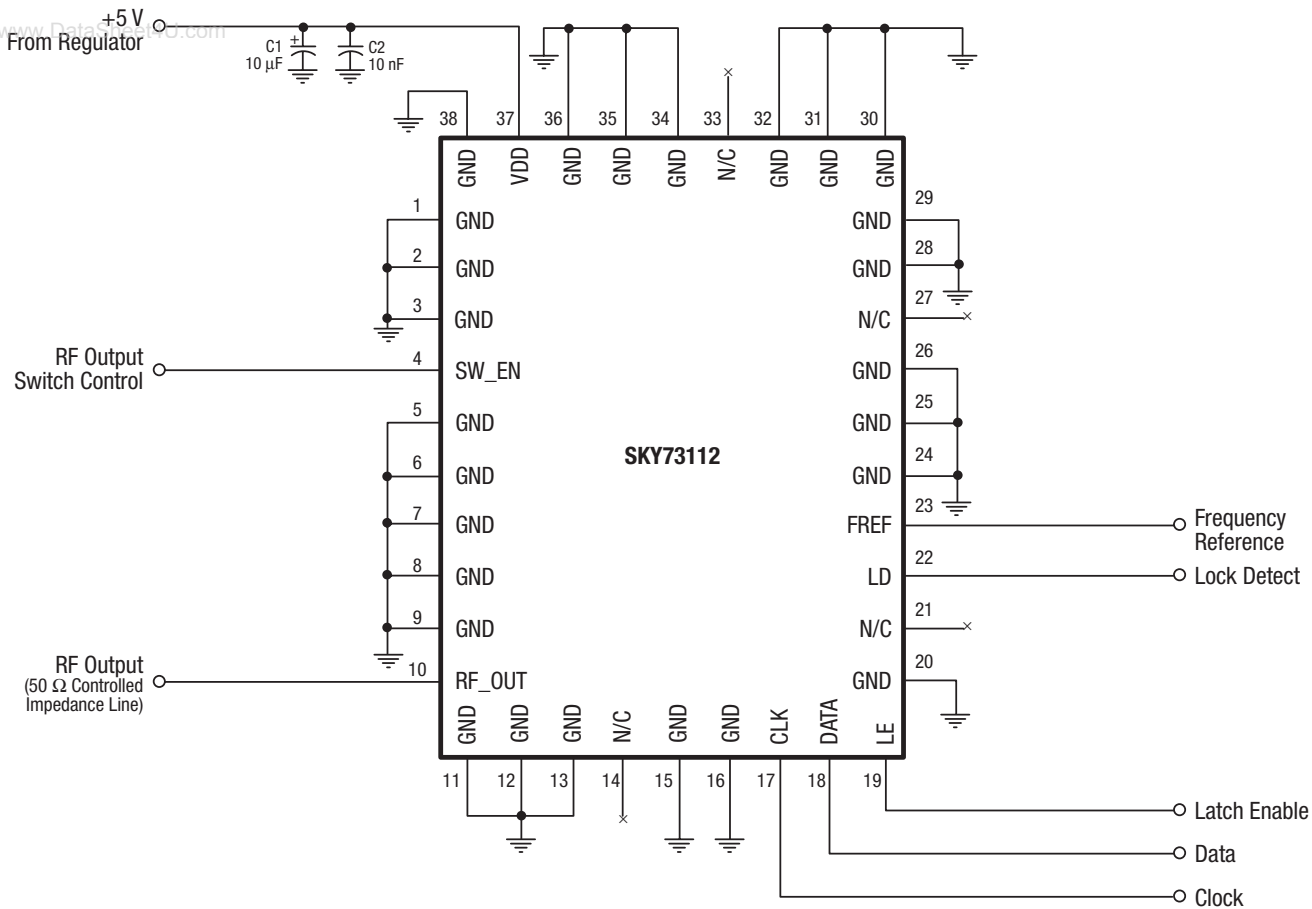 www.DataSheet4U.com
+5 V
From Regulator
C1
10 μF
+
C2
10 nF
38 37 36 35 34 33 32 31 30
GND VDD GND GND GND N/C GND GND GND
1 GND
2 GND
3 GND
RF Output
Switch Control
4 SW_EN
5 GND
6 GND
7 GND
8 GND
9 GND
RF Output
(50 Ω Controlled
Impedance Line)
10 RF_OUT
SKY73112
29 GND
28 GND
27 N/C
26 GND
25 GND
24 GND
23 FREF
Frequency
Reference
22 LD
Lock Detect
21 N/C
20 GND
GND GND GND N/C GND GND CLK DATA LE
11 12 13 14 15 16 17 18 19
Latch Enable
Data
Clock